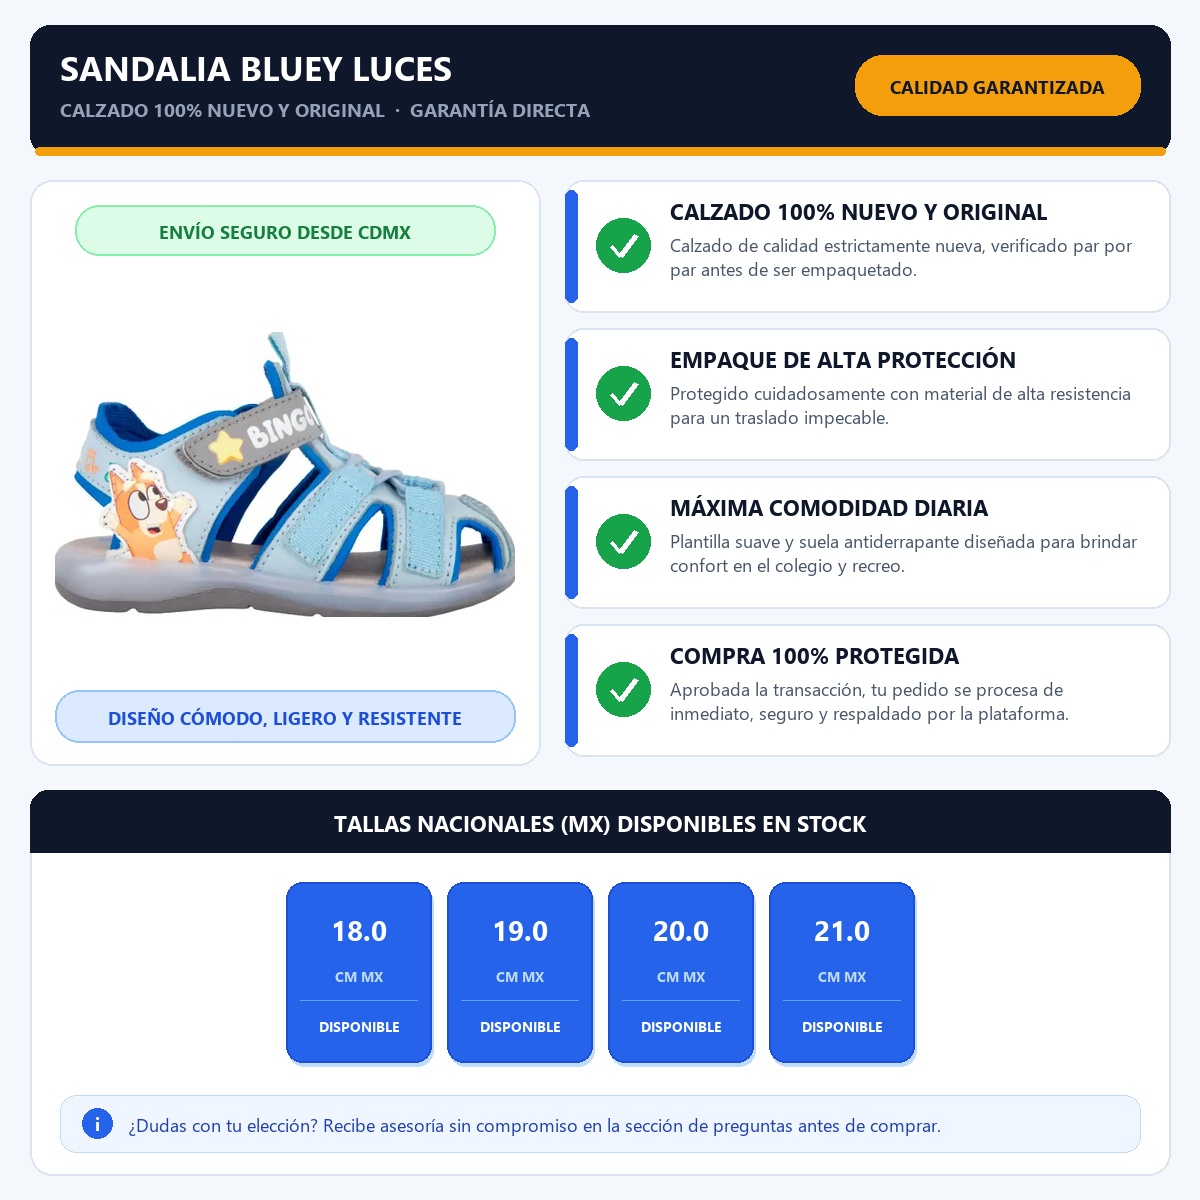 SANDALIA BLUEY LUCES
CALZADO 100% NUEVO Y ORIGINAL · GARANTÍA DIRECTA
CALIDAD GARANTIZADA
ENVÍO SEGURO DESDE CDMX
BINGO
DISEÑO CÓMODO, LIGERO Y RESISTENTE
CALZADO 100% NUEVO Y ORIGINAL
Calzado de calidad estrictamente nueva, verificado par por
par antes de ser empaquetado.
EMPAQUE DE ALTA PROTECCIÓN
Protegido cuidadosamente con material de alta resistencia
para un traslado impecable.
MÁXIMA COMODIDAD DIARIA
Plantilla suave y suela antiderrapante diseñada para brindar
confort en el colegio y recreo.
COMPRA 100% PROTEGIDA
Aprobada la transacción, tu pedido se procesa de
inmediato, seguro y respaldado por la plataforma.
TALLAS NACIONALES (MX) DISPONIBLES EN STOCK
18.0
CM MX
DISPONIBLE
19.0
CM MX
DISPONIBLE
20.0
CM MX
DISPONIBLE
21.0
CM MX
DISPONIBLE
¿Dudas con tu elección? Recibe asesoría sin compromiso en la sección de preguntas antes de comprar.